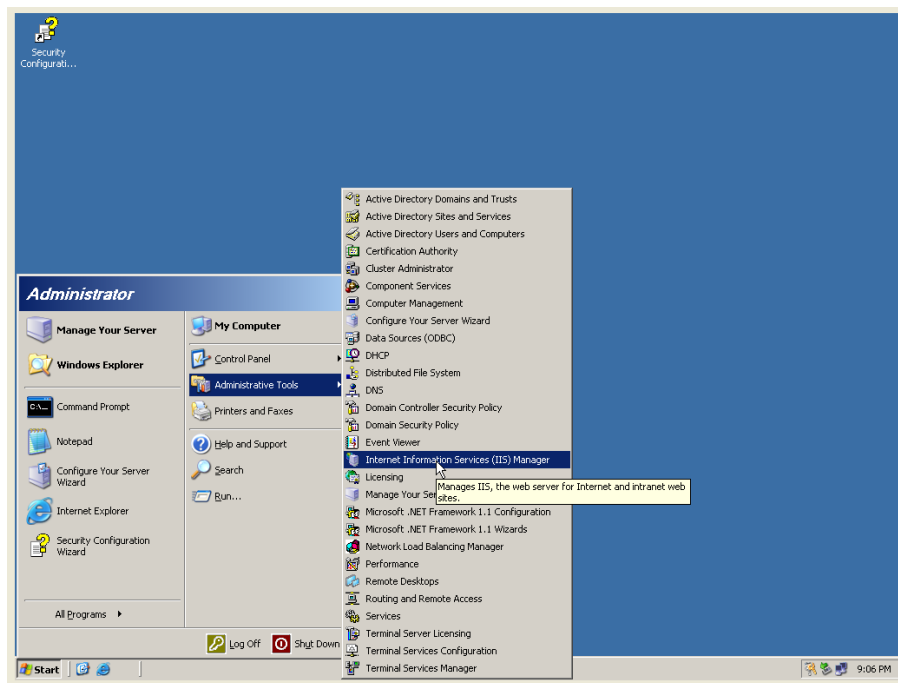 Security
Configurati...
Administrator
Manage Your Server
Windows Explorer
Command Prompt
Notepad
Configure Your Server
Wizard
Internet Explorer
Security Configuration
Wizard
All Programs
My Computer
Control Panel
Administrative Tools
Printers and Faxes
Help and Support
Search
Run...
Log Off
Shut Down
Active Directory Domains and Trusts
Active Directory Sites and Services
Active Directory Users and Computers
Certification Authority
Cluster Administrator
Component Services
Computer Management
Configure Your Server Wizard
Data Sources (ODBC)
DHCP
Distributed File System
DNS
Domain Controller Security Policy
Domain Security Policy
Event Viewer
Internet Information Services (IIS) Manager
Licensing
Manage Your Ser
Manages IIS, the web server for Internet and intranet web
sites.
Microsoft .NET Framework 1.1 Configuration
Microsoft .NET Framework 1.1 Wizards
Network Load Balancing Manager
Performance
Remote Desktops
Routing and Remote Access
Services
Terminal Server Licensing
Terminal Services Configuration
Terminal Services Manager
Start
9:06 PM